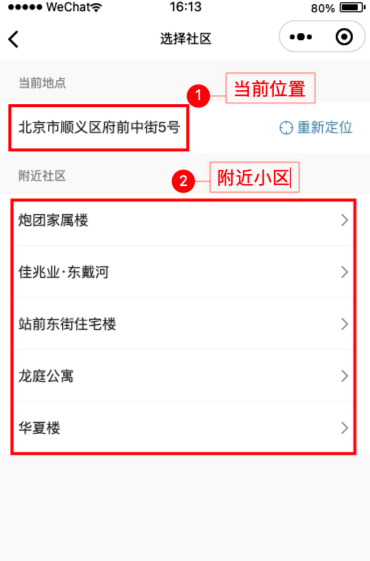 WeChat 16:13 80%
选择社区
当前地点
1 当前位置
北京市顺义区府前中街5号 重新定位
附近社区
2 附近小区
炮团家属楼
佳兆业·东戴河
站前东街住宅楼
龙庭公寓
华夏楼